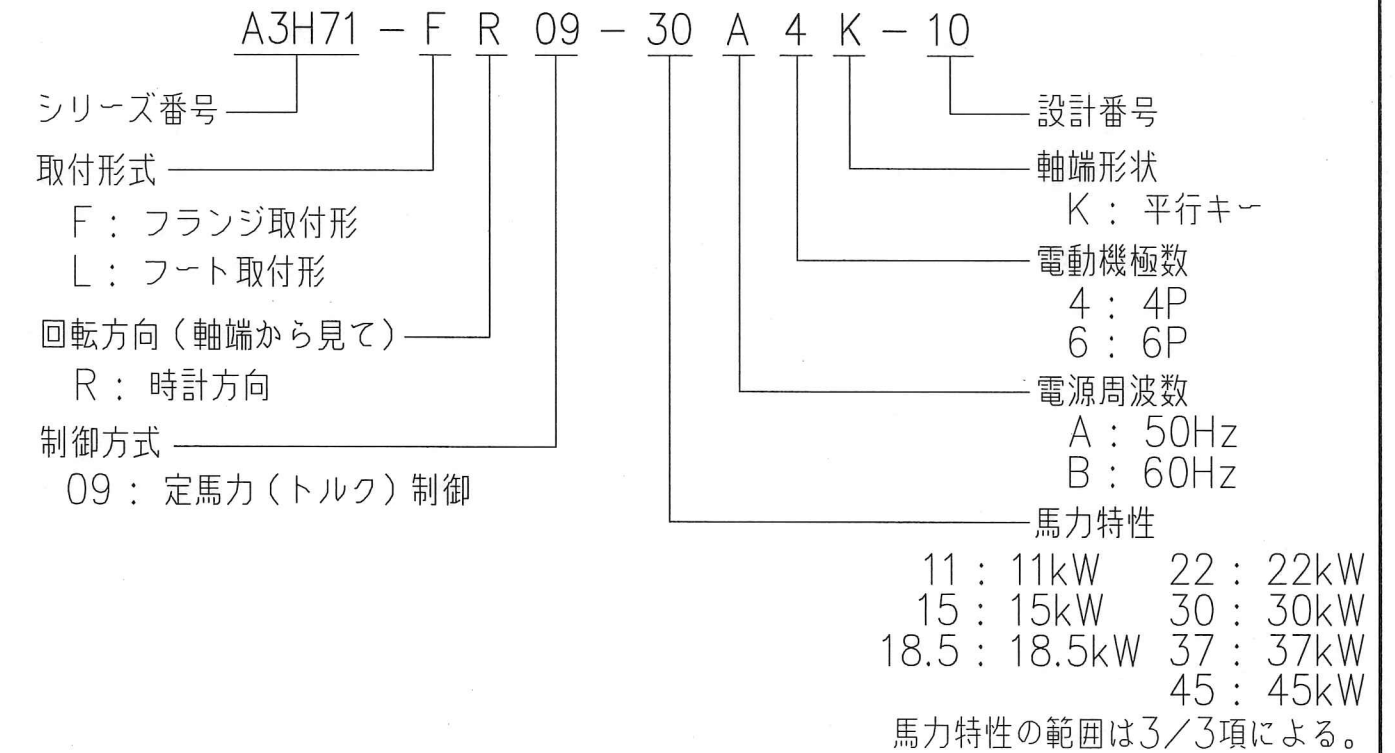 A3H71 - F R 09 - 30 A 4 K - 10
シリーズ番号
取付形式
F : フランジ取付形
L : フート取付形
回転方向（軸端から見て）
R : 時計方向
制御方式
09 : 定馬力（トルク）制御
設計番号
軸端形状
K : 平行キー
電動機極数
4 : 4P
6 : 6P
電源周波数
A : 50Hz
B : 60Hz
馬力特性
11 : 11kW 22 : 22kW
15 : 15kW 30 : 30kW
18.5 : 18.5kW 37 : 37kW
45 : 45kW
馬力特性の範囲は3／3項による。